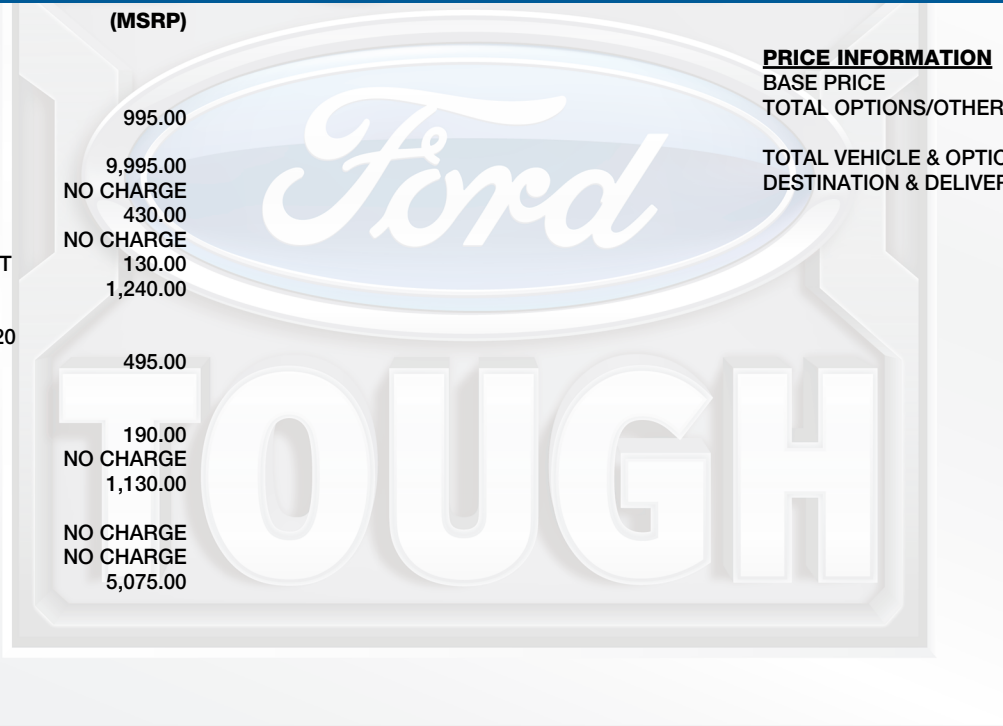 (MSRP)
PRICE INFORMATION
BASE PRICE
995.00
TOTAL OPTIONS/OTHER
9,995.00
TOTAL VEHICLE & OPTIO
NO CHARGE
DESTINATION & DELIVER
430.00
NO CHARGE
T 130.00
1,240.00
20
495.00
190.00
NO CHARGE
1,130.00
NO CHARGE
NO CHARGE
5,075.00
Ford
TOUGH